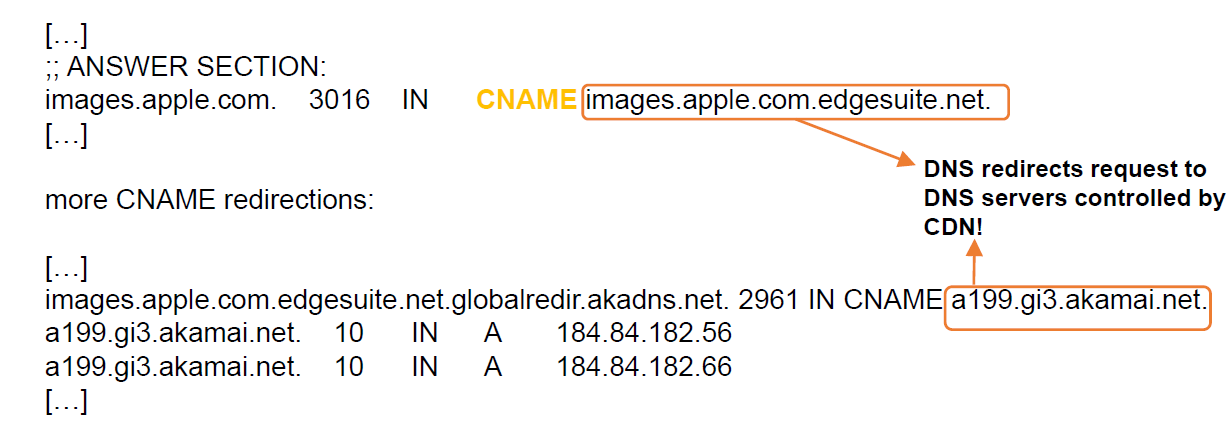 […]
;; ANSWER SECTION:
images.apple.com. 3016 IN CNAME images.apple.com.edgesuite.net.
[…]
DNS redirects request to
DNS servers controlled by
CDN!
more CNAME redirections:
[…]
images.apple.com.edgesuite.net.globalredir.akadns.net. 2961 IN CNAME a199.gi3.akamai.net.
a199.gi3.akamai.net. 10 IN A 184.84.182.56
a199.gi3.akamai.net. 10 IN A 184.84.182.66
[…]